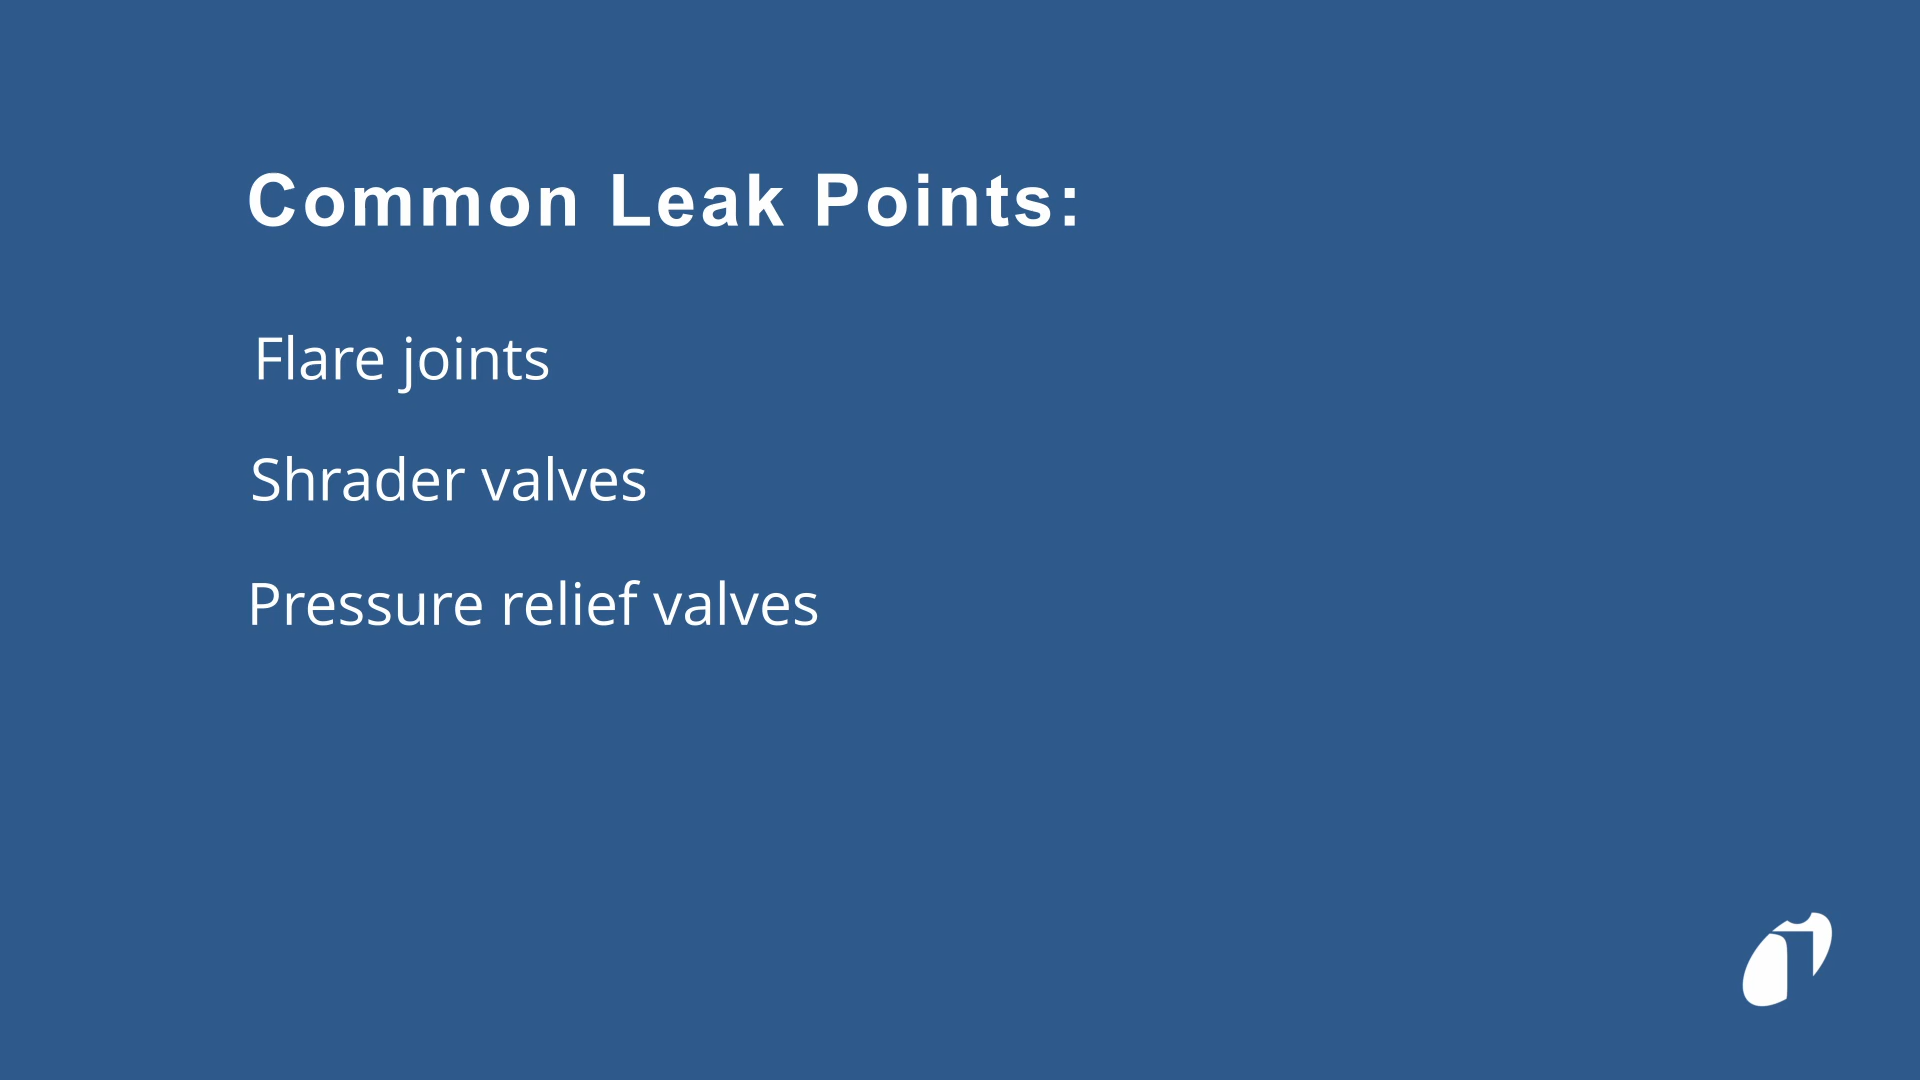 Common Leak Points:
Flare joints
Shrader valves
Pressure relief valves